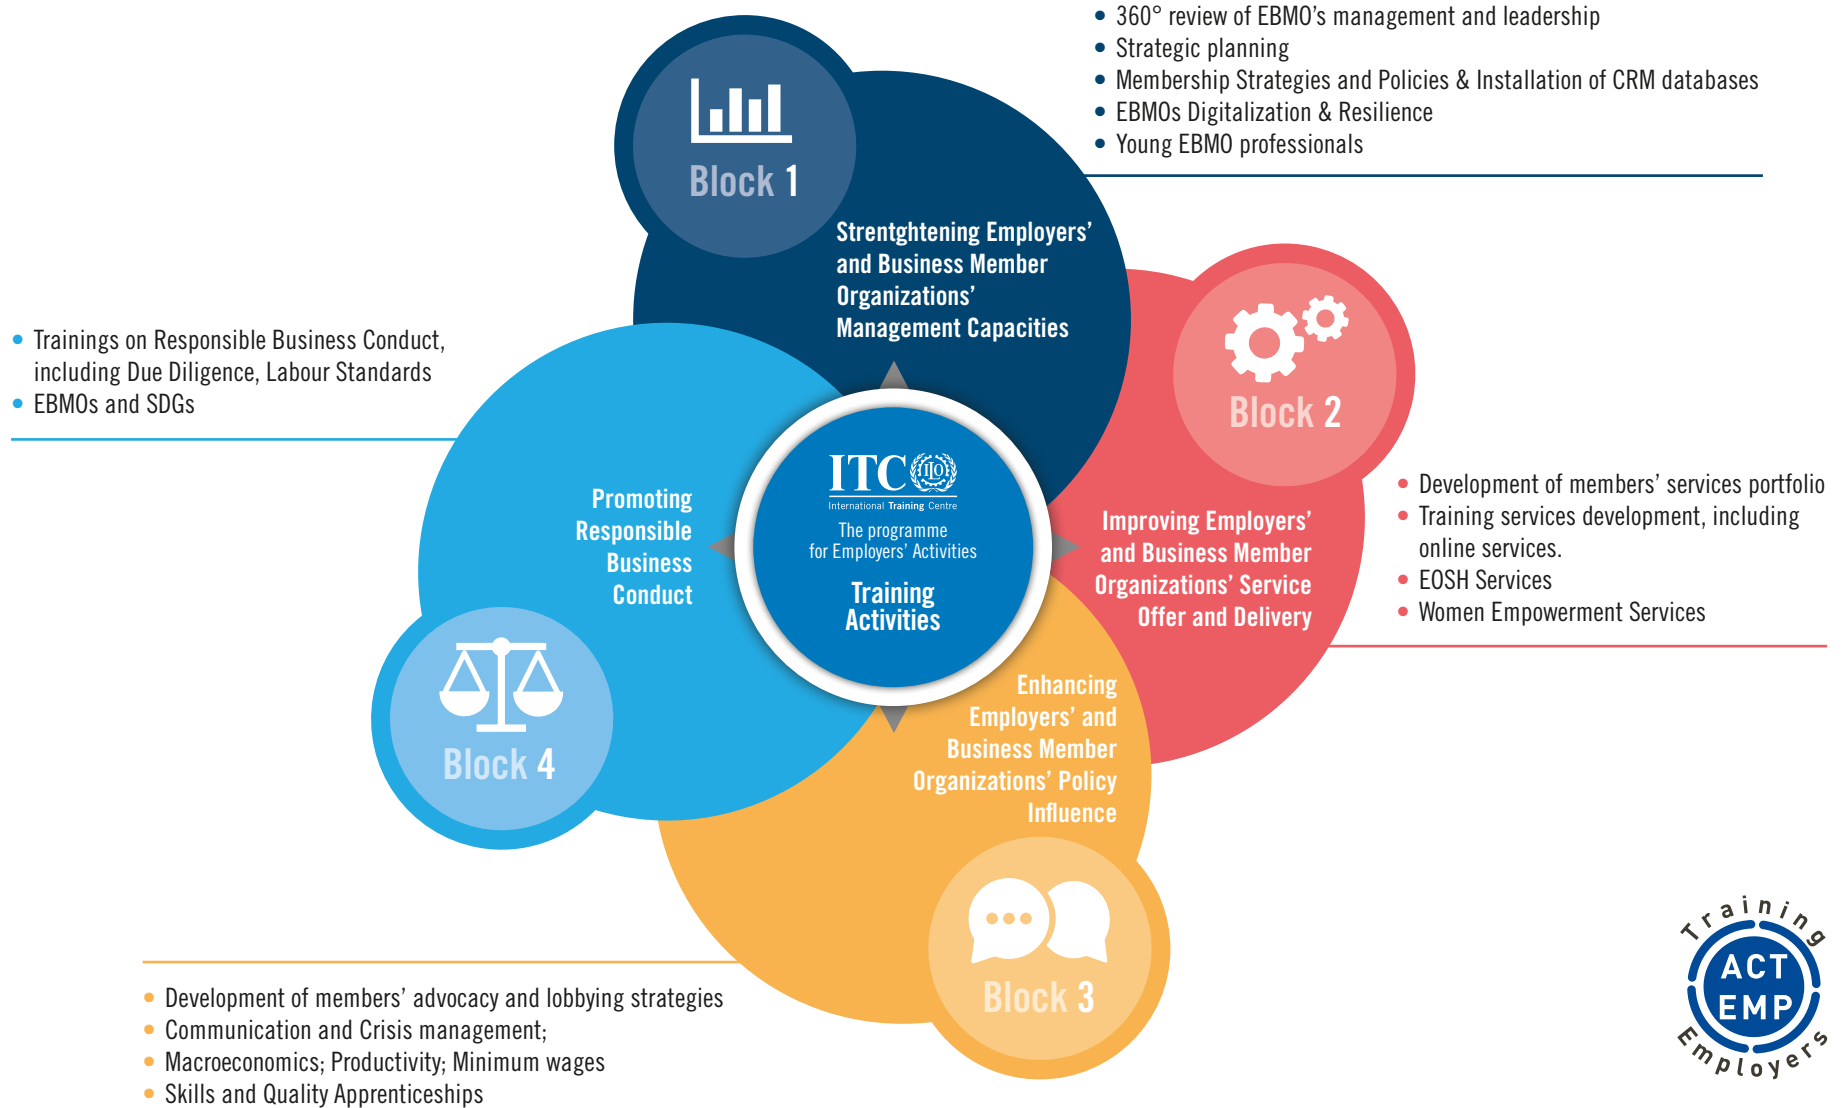 • 360° review of EBMO’s management and leadership
• Strategic planning
• Membership Strategies and Policies & Installation of CRM databases
• EBMOs Digitalization & Resilience
• Young EBMO professionals
Block 1
Strentghtening Employers’
and Business Member
Organizations’
Management Capacities
Block 2
Improving Employers’
and Business Member
Organizations’ Service
Offer and Delivery
• Development of members’ services portfolio
• Training services development, including
online services.
• EOSH Services
• Women Empowerment Services
• Trainings on Responsible Business Conduct,
including Due Diligence, Labour Standards
• EBMOs and SDGs
Promoting
Responsible
Business
Conduct
Block 4
ITC ILO
International Training Centre
The programme
for Employers’ Activities
Training
Activities
Enhancing
Employers’ and
Business Member
Organizations’ Policy
Influence
Block 3
• Development of members’ advocacy and lobbying strategies
• Communication and Crisis management;
• Macroeconomics; Productivity; Minimum wages
• Skills and Quality Apprenticeships
Training
ACT
EMP
Employers